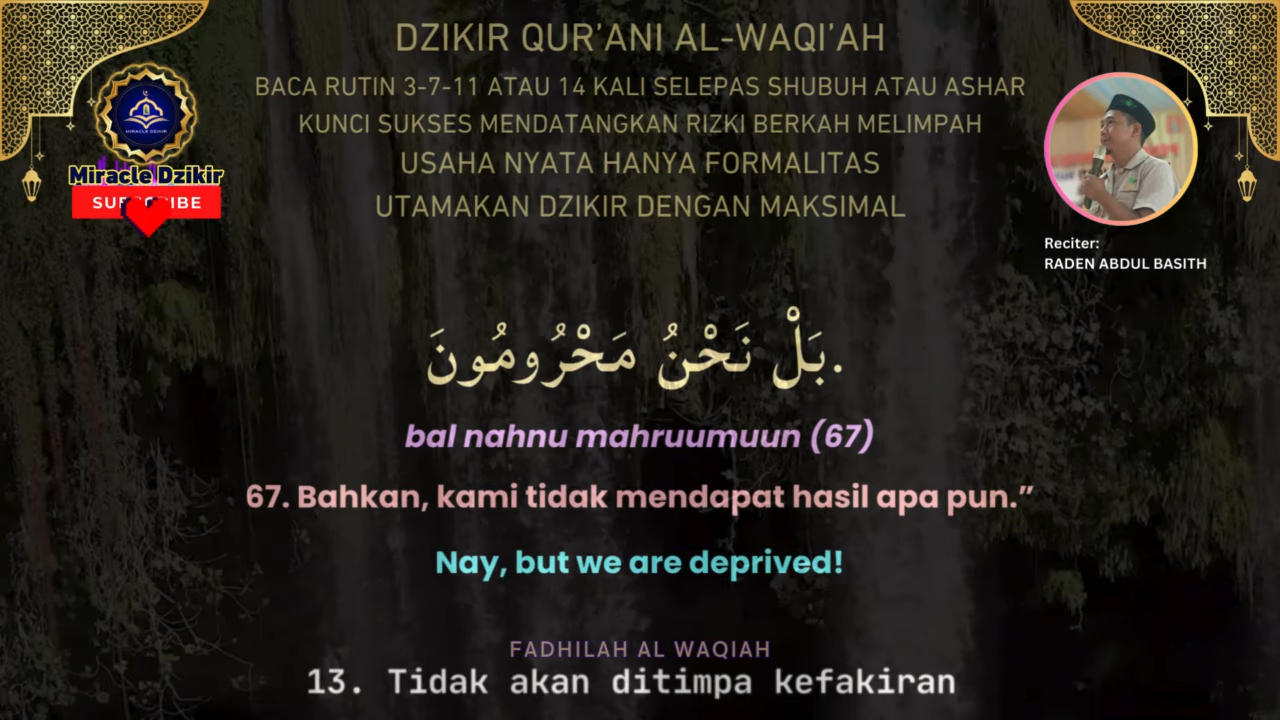 DZIKIR QUR'ANI AL-WAQI'AH
BACA RUTIN 3-7-11 ATAU 14 KALI SELEPAS SHUBUH ATAU ASHAR
KUNCI SUKSES MENDATANGKAN RIZKI BERKAH MELIMPAH
USAHA NYATA HANYA FORMALITAS
UTAMAKAN DZIKIR DENGAN MAKSIMAL
MIRACLE DZIKIR
Miracle Dzikir
Reciter:
RADEN ABDUL BASITH
بَلْ نَحْنُ مَحْرُومُونَ.
bal nahnu mahruumuun (67)
67. Bahkan, kami tidak mendapat hasil apa pun.”
Nay, but we are deprived!
FADHILAH AL WAQIAH
13. Tidak akan ditimpa kefakiran